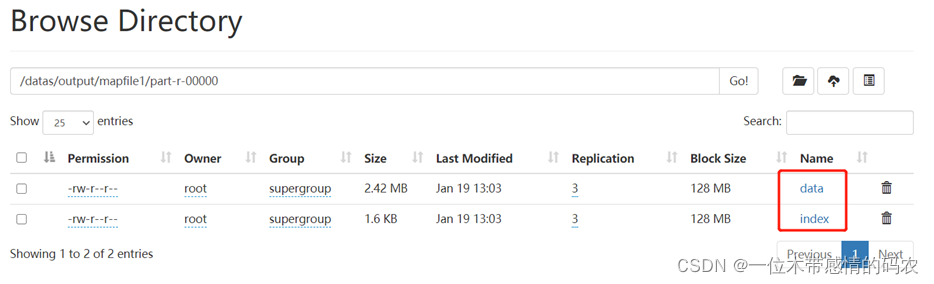 Browse Directory
/datas/output/mapfile1/part-r-00000 Go!
Show 25 entries Search:
Permission Owner Group Size Last Modified Replication Block Size Name
-rw-r--r-- root supergroup 2.42 MB Jan 19 13:03 3 128 MB data
-rw-r--r-- root supergroup 1.6 KB Jan 19 13:03 3 128 MB index
Showing 1 to 2 of 2 entries Previous 1 Next
CSDN @一位木带感情的码农